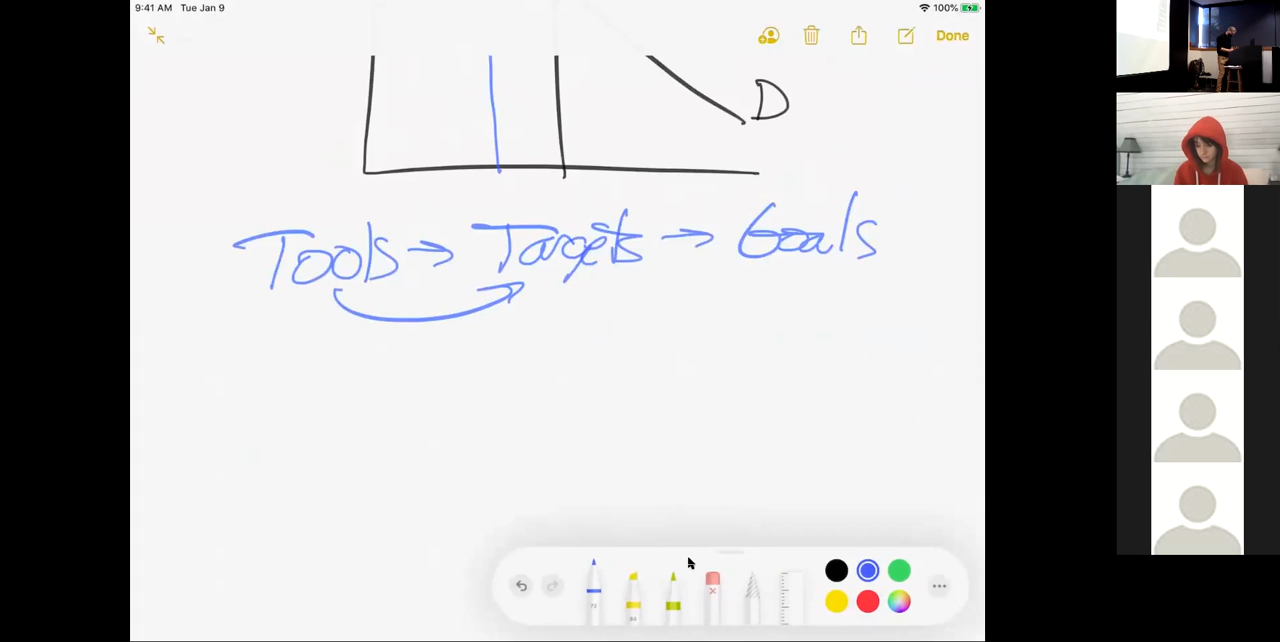 9:41 AM Tue Jan 9 100%
Done
D
Tools → Targets → Goals